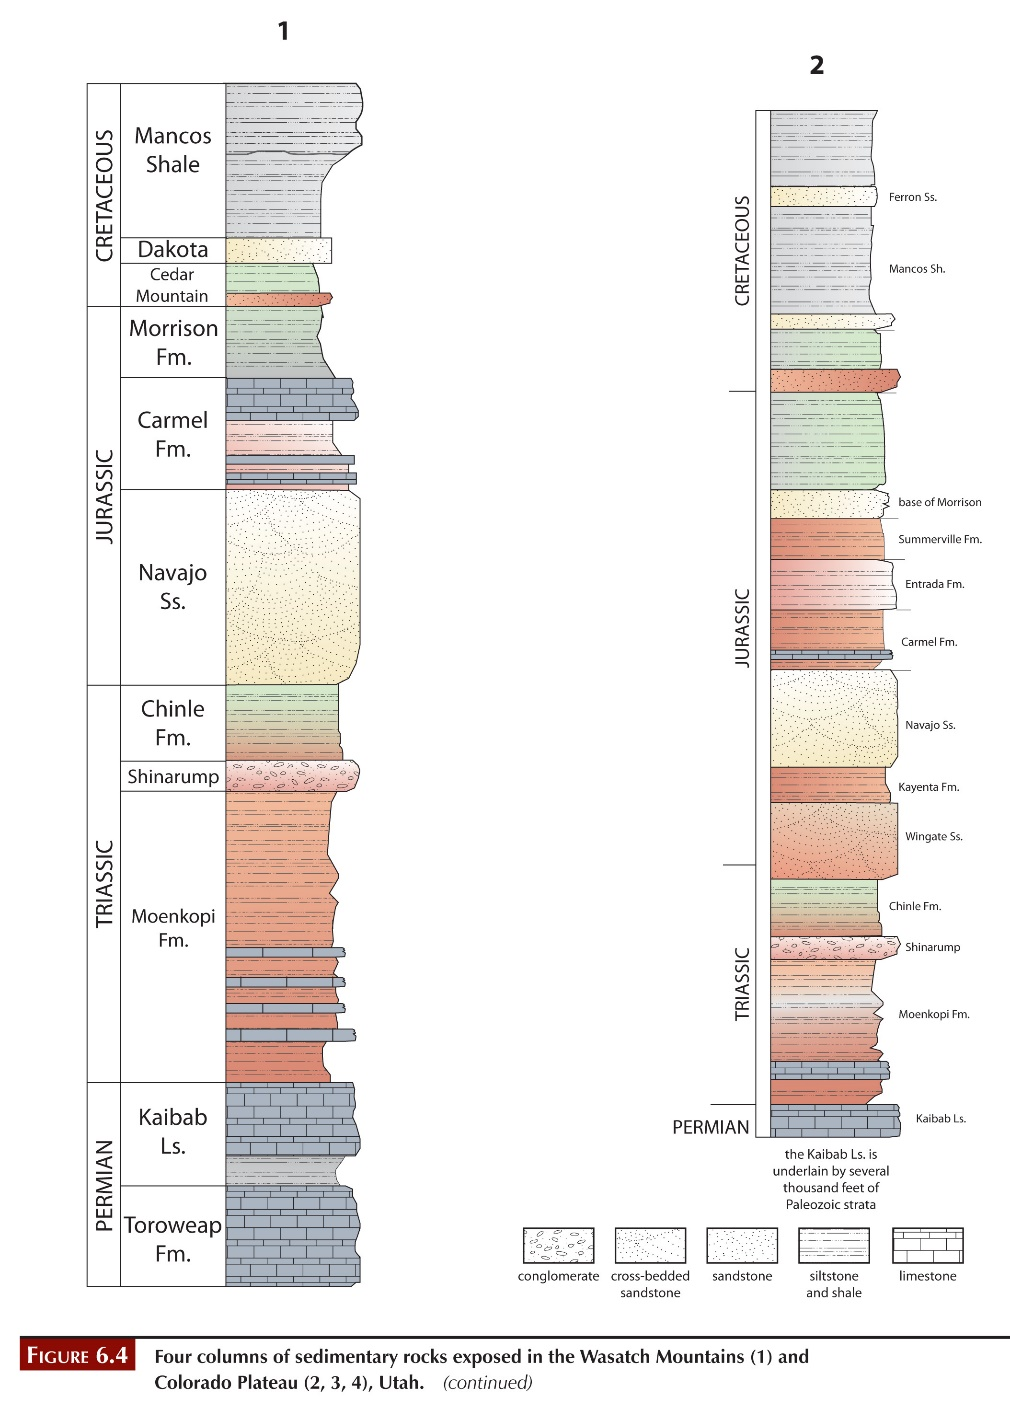 1
CRETACEOUS
Mancos
Shale
Dakota
Cedar
Mountain
JURASSIC
Morrison
Fm.
Carmel
Fm.
Navajo
Ss.
TRIASSIC
Chinle
Fm.
Shinarump
Moenkopi
Fm.
PERMIAN
Kaibab
Ls.
Toroweap
Fm.
2
CRETACEOUS
Ferron Ss.
Mancos Sh.
JURASSIC
base of Morrison
Summerville Fm.
Entrada Fm.
Carmel Fm.
Navajo Ss.
Kayenta Fm.
Wingate Ss.
TRIASSIC
Chinle Fm.
Shinarump
Moenkopi Fm.
PERMIAN
Kaibab Ls.
the Kaibab Ls. is
underlain by several
thousand feet of
Paleozoic strata
conglomerate
cross-bedded
sandstone
sandstone
siltstone
and shale
limestone
FIGURE 6.4 Four columns of sedimentary rocks exposed in the Wasatch Mountains (1) and
Colorado Plateau (2, 3, 4), Utah. (continued)